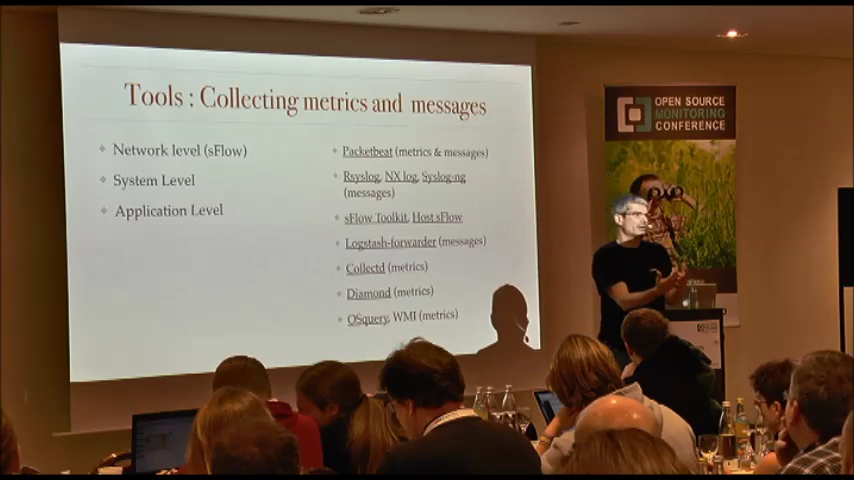 Tools : Collecting metrics and messages
Network level (sFlow)
System Level
Application Level
Packetbeat (metrics & messages)
Rsyslog, NX log, Syslog-ng
(messages)
sFlow Toolkit, Host sFlow
Logstash-forwarder (messages)
Collectd (metrics)
Diamond (metrics)
OSquery, WMI (metrics)
OPEN SOURCE
MONITORING
CONFERENCE